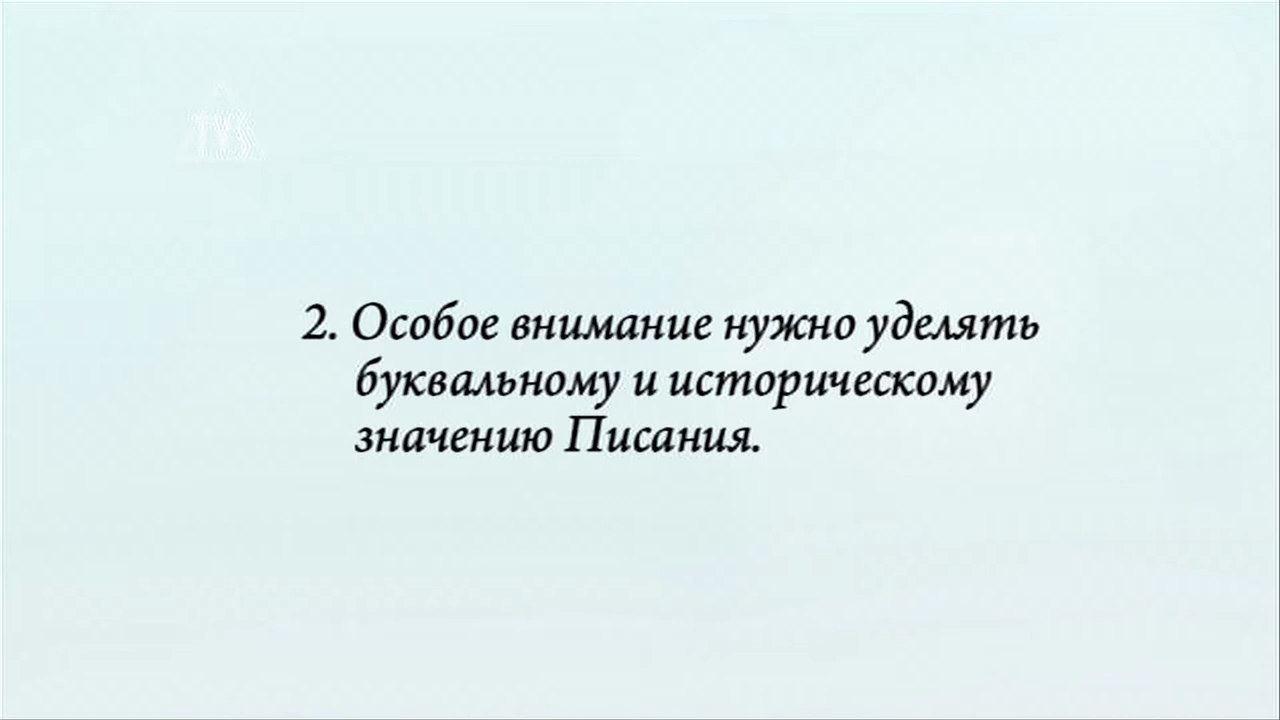 2. Особое внимание нужно уделять
буквальному и историческому
значению Писания.